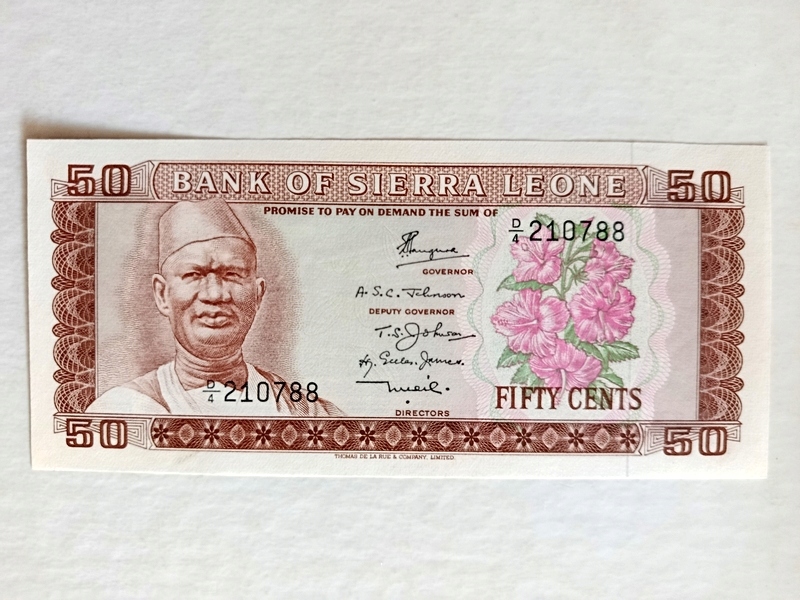 50 BANK OF SIERRA LEONE 50
PROMISE TO PAY ON DEMAND THE SUM OF
D/4 210788
GOVERNOR
A. S. C. Johnson
DEPUTY GOVERNOR
D/4 210788
FIFTY CENTS
DIRECTORS
50 50
THOMAS DE LA RUE & COMPANY, LIMITED.